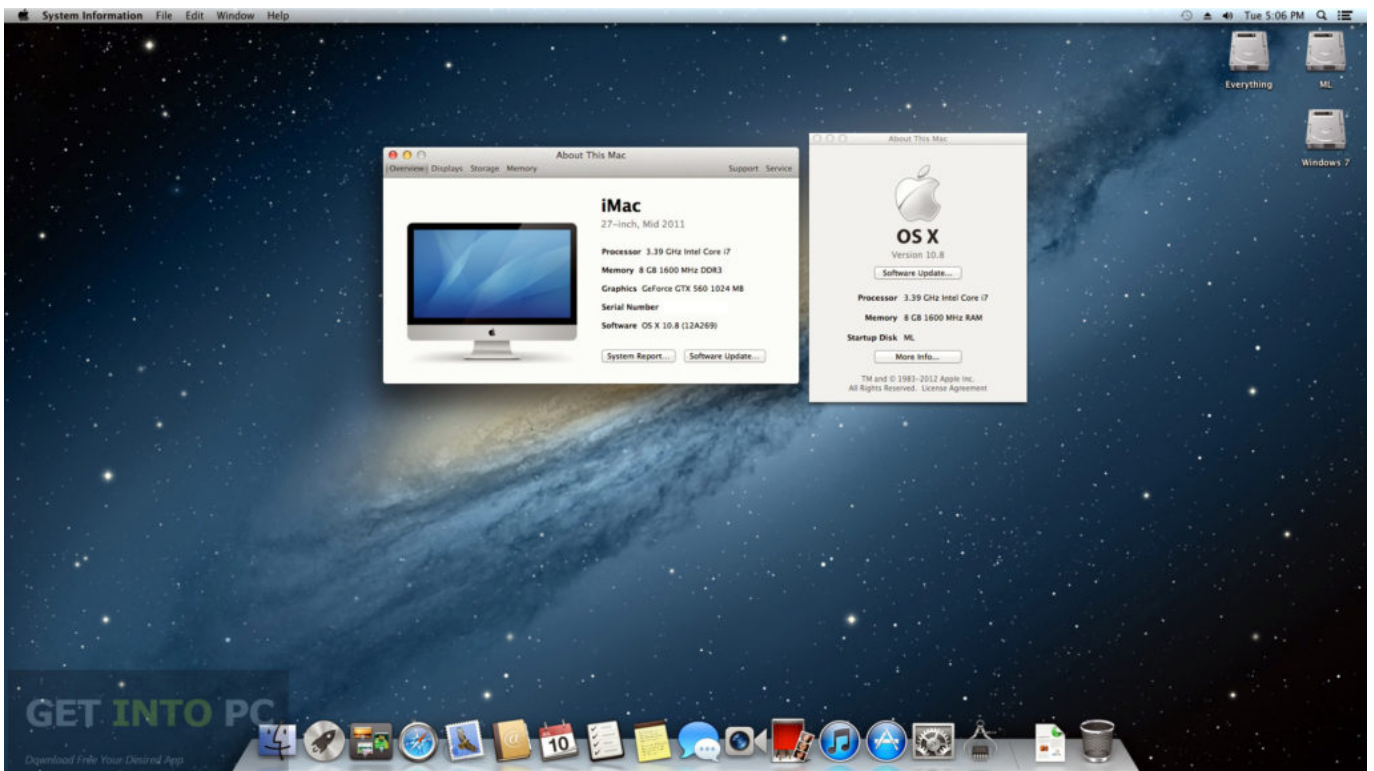 System Information File Edit Window Help
Tue 5:06 PM
Everything
ML
Windows 7
About This Mac
Overview Displays Storage Memory
Support Service
iMac
27-inch, Mid 2011
Processor 3.39 GHz Intel Core i7
Memory 8 GB 1600 MHz DDR3
Graphics GeForce GTX 560 1024 MB
Serial Number
Software OS X 10.8 (12A269)
System Report...
Software Update...
About This Mac
OS X
Version 10.8
Software Update...
Processor 3.39 GHz Intel Core i7
Memory 8 GB 1600 MHz RAM
Startup Disk ML
More Info...
TM and © 1983-2012 Apple Inc.
All Rights Reserved. License Agreement
GET INTO PC
Download Free Your Desired App
10